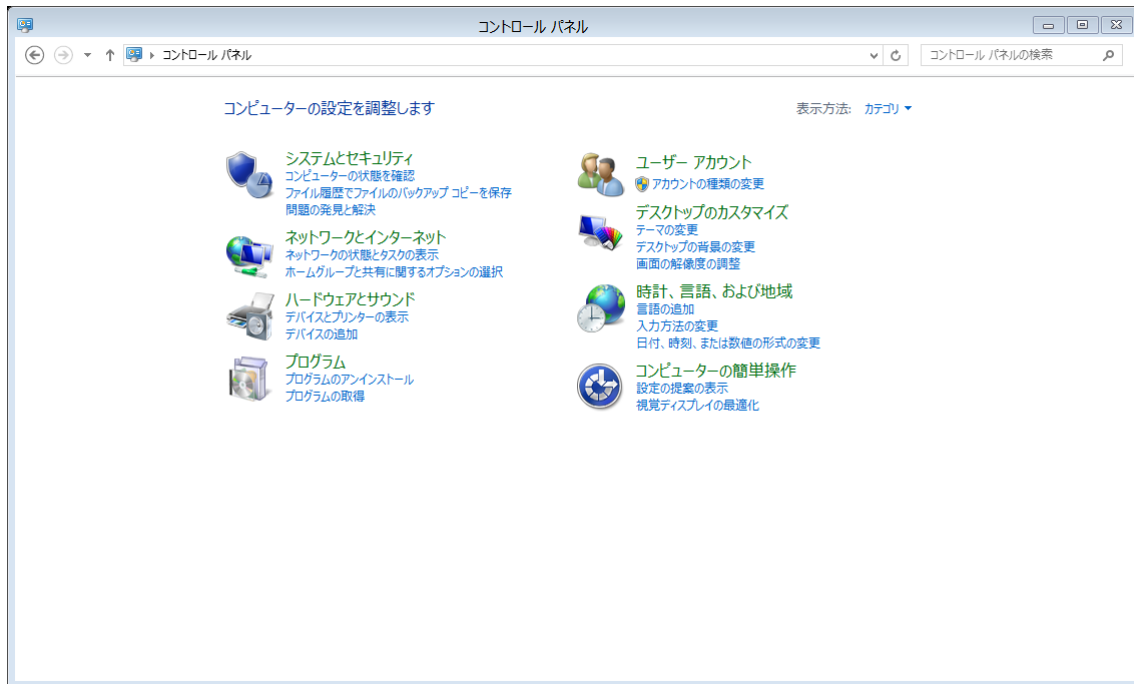 コントロール パネル
コントロール パネル
コントロール パネルの検索
コンピューターの設定を調整します
表示方法: カテゴリ
システムとセキュリティ
コンピューターの状態を確認
ファイル履歴でファイルのバックアップ コピーを保存
問題の発見と解決
ネットワークとインターネット
ネットワークの状態とタスクの表示
ホームグループと共有に関するオプションの選択
ハードウェアとサウンド
デバイスとプリンターの表示
デバイスの追加
プログラム
プログラムのアンインストール
プログラムの取得
ユーザー アカウント
アカウントの種類の変更
デスクトップのカスタマイズ
テーマの変更
デスクトップの背景の変更
画面の解像度の調整
時計、言語、および地域
言語の追加
入力方法の変更
日付、時刻、または数値の形式の変更
コンピューターの簡単操作
設定の提案の表示
視覚ディスプレイの最適化